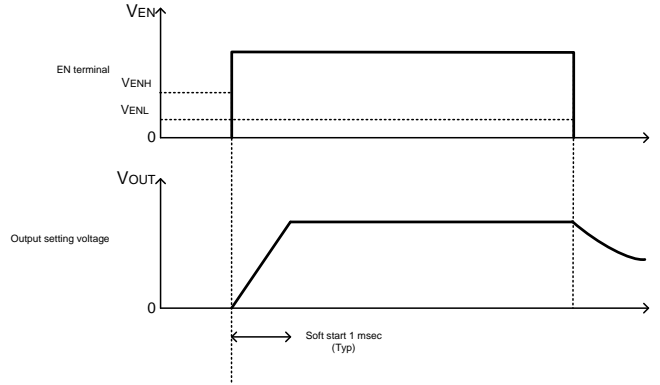 VEN
EN terminal
VENH
VENL
0
VOUT
Output setting voltage
0
Soft start 1 msec
(Typ)